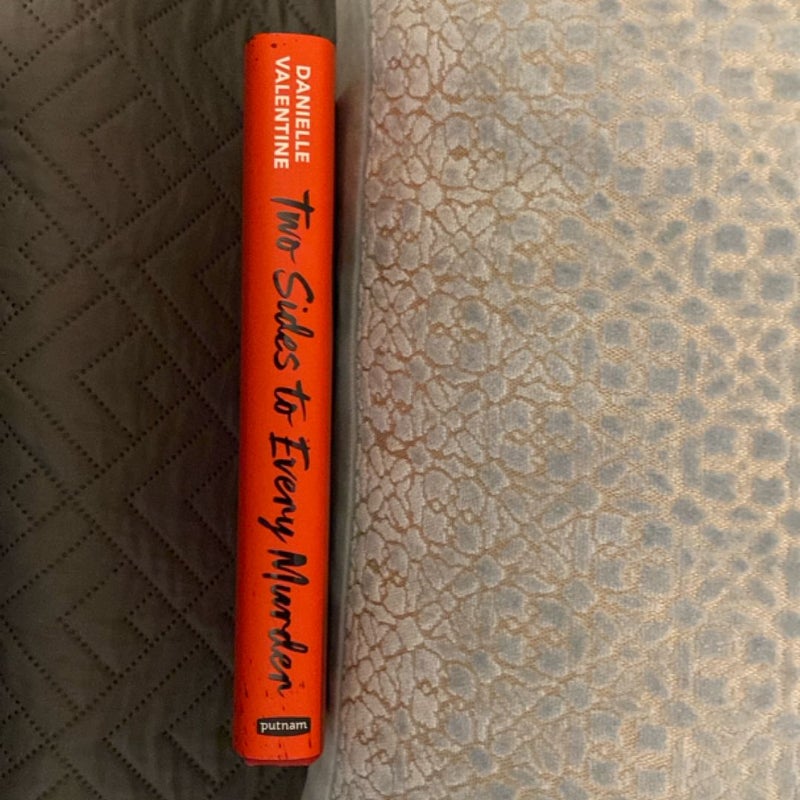 DANIELLE
VALENTINE
Two Sides to Every Murder
putnam